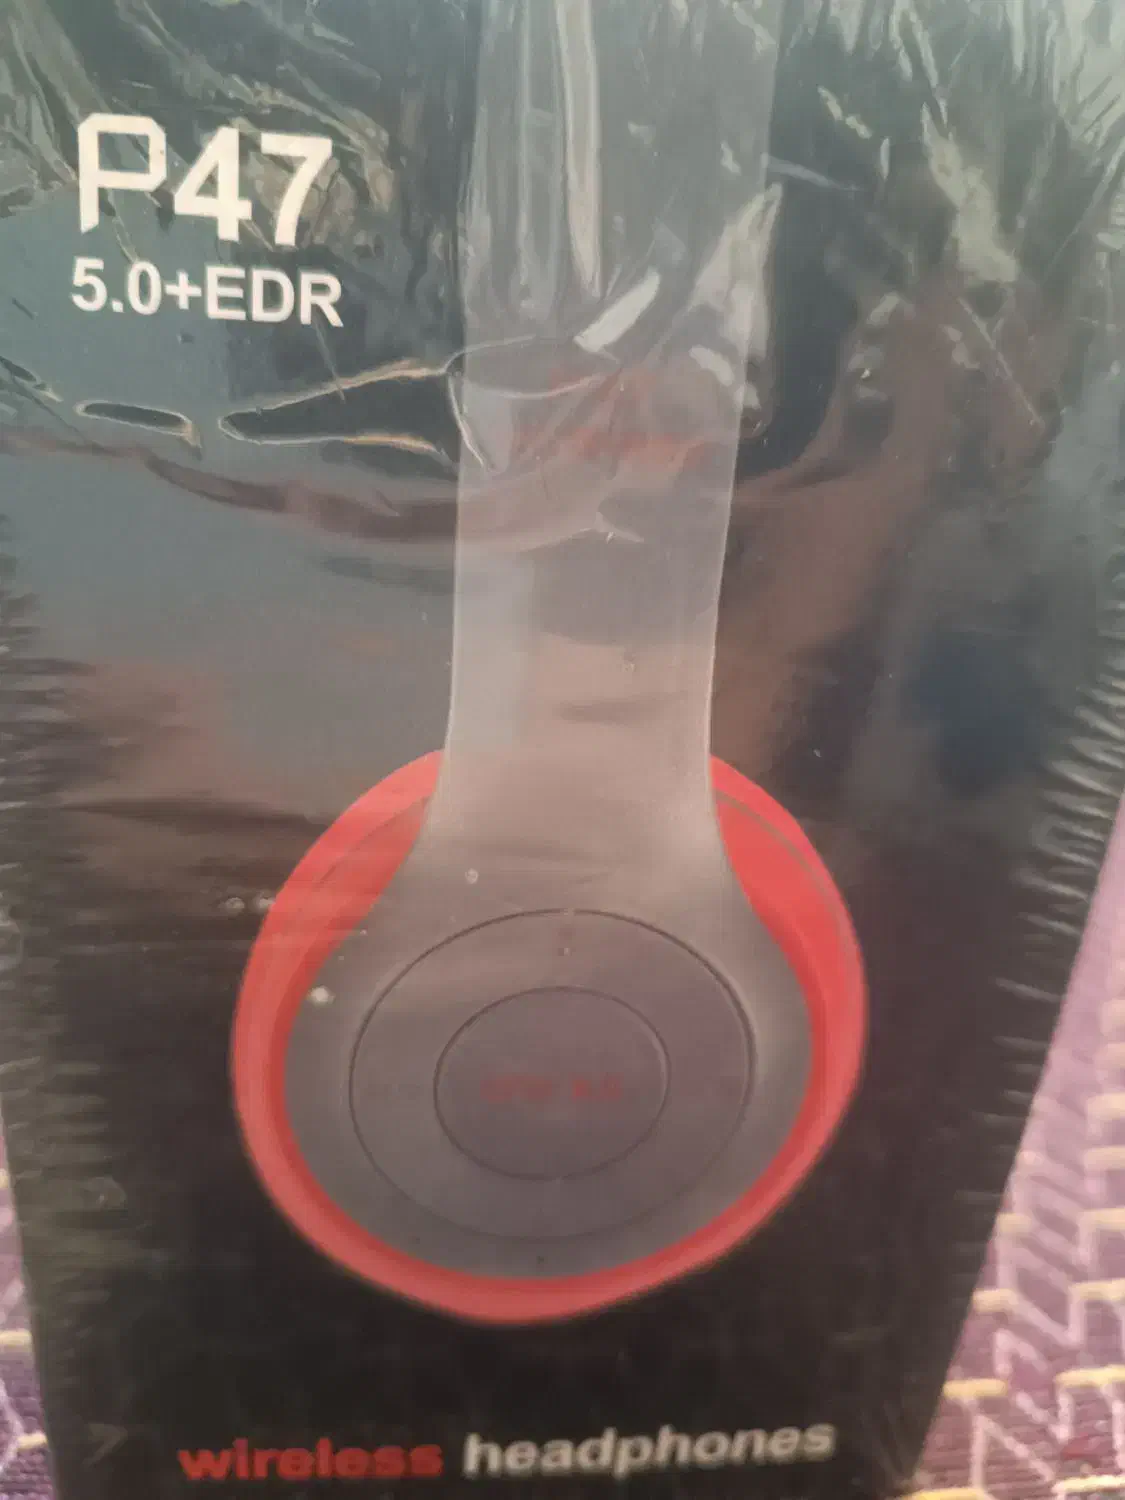 P47
5.0+EDR
wireless headphones